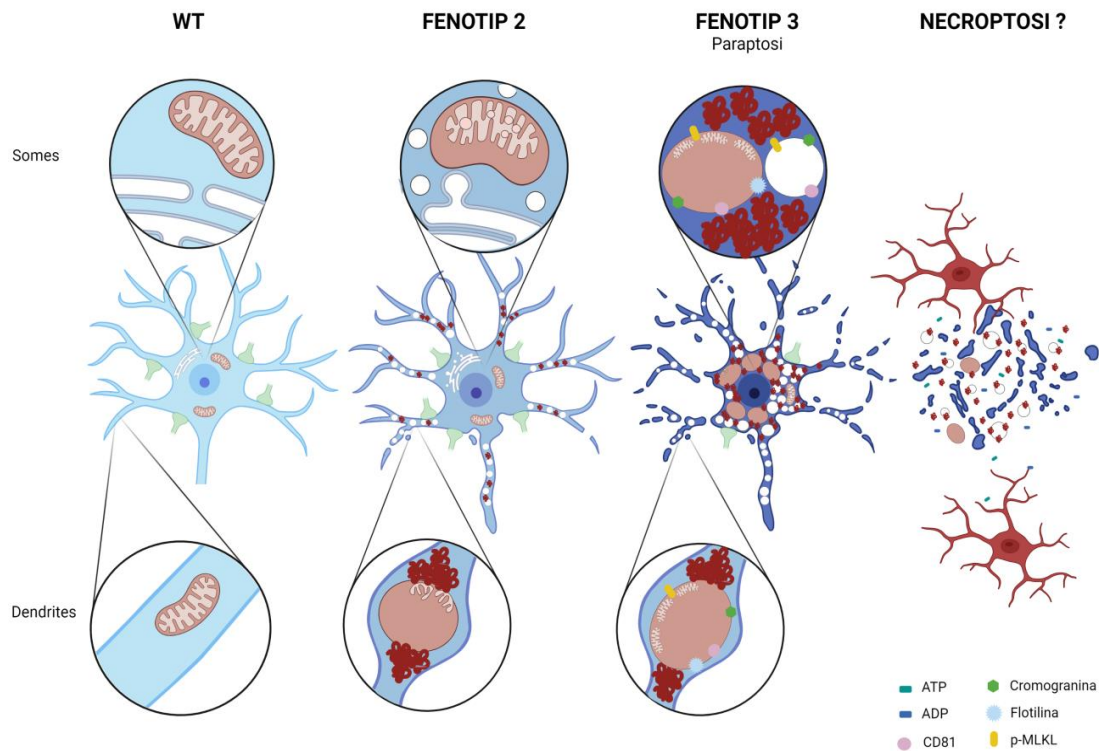 WT
FENOTIP 2
FENOTIP 3
Paraptosi
NECROPTOSI ?
Somes
Dendrites
ATP
ADP
CD81
Cromogranina
Flotilina
p-MLKL